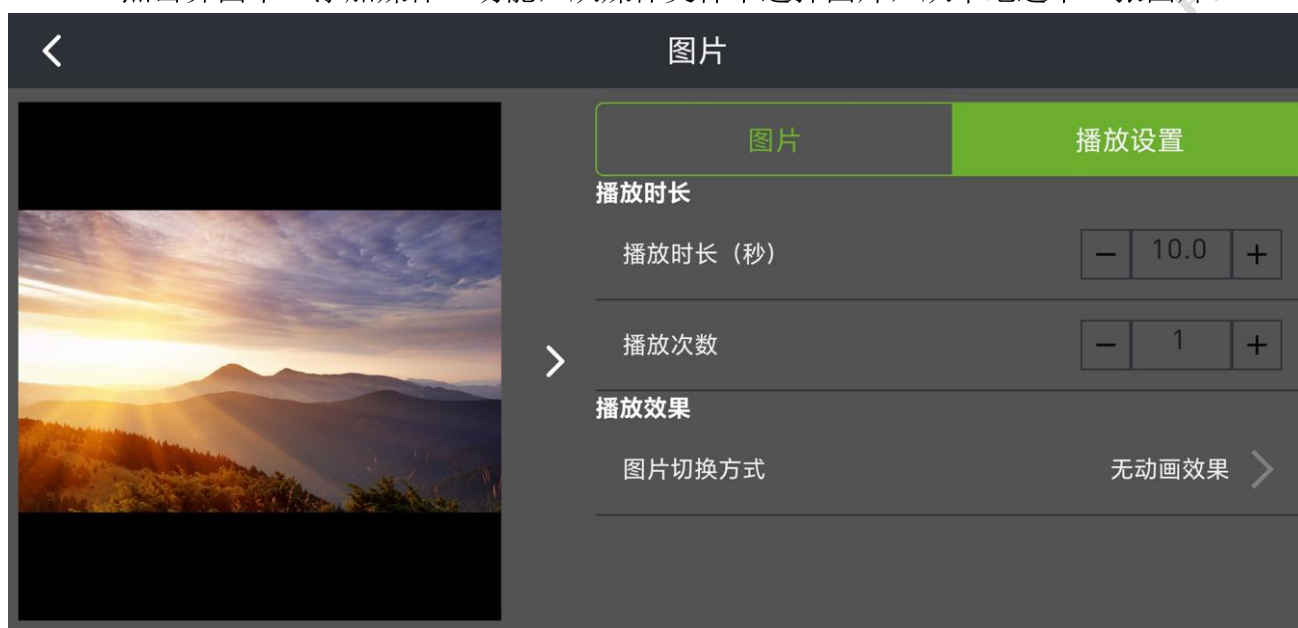 图片
图片 播放设置
播放时长
播放时长（秒） － 10.0 +
播放次数 － 1 +
播放效果
图片切换方式 无动画效果